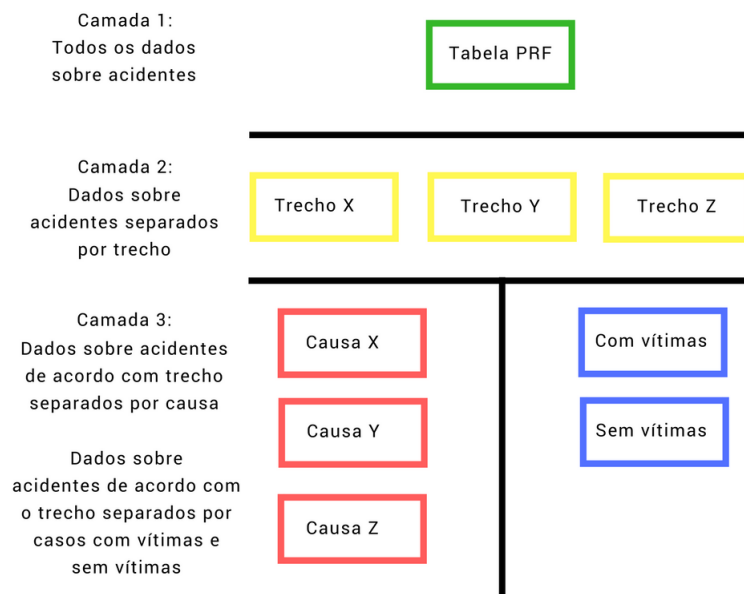 Camada 1:
Todos os dados
sobre acidentes
Tabela PRF
Camada 2:
Dados sobre
acidentes separados
por trecho
Trecho X
Trecho Y
Trecho Z
Camada 3:
Dados sobre acidentes
de acordo com trecho
separados por causa
Dados sobre
acidentes de acordo com
o trecho separados por
casos com vítimas e
sem vítimas
Causa X
Causa Y
Causa Z
Com vítimas
Sem vítimas